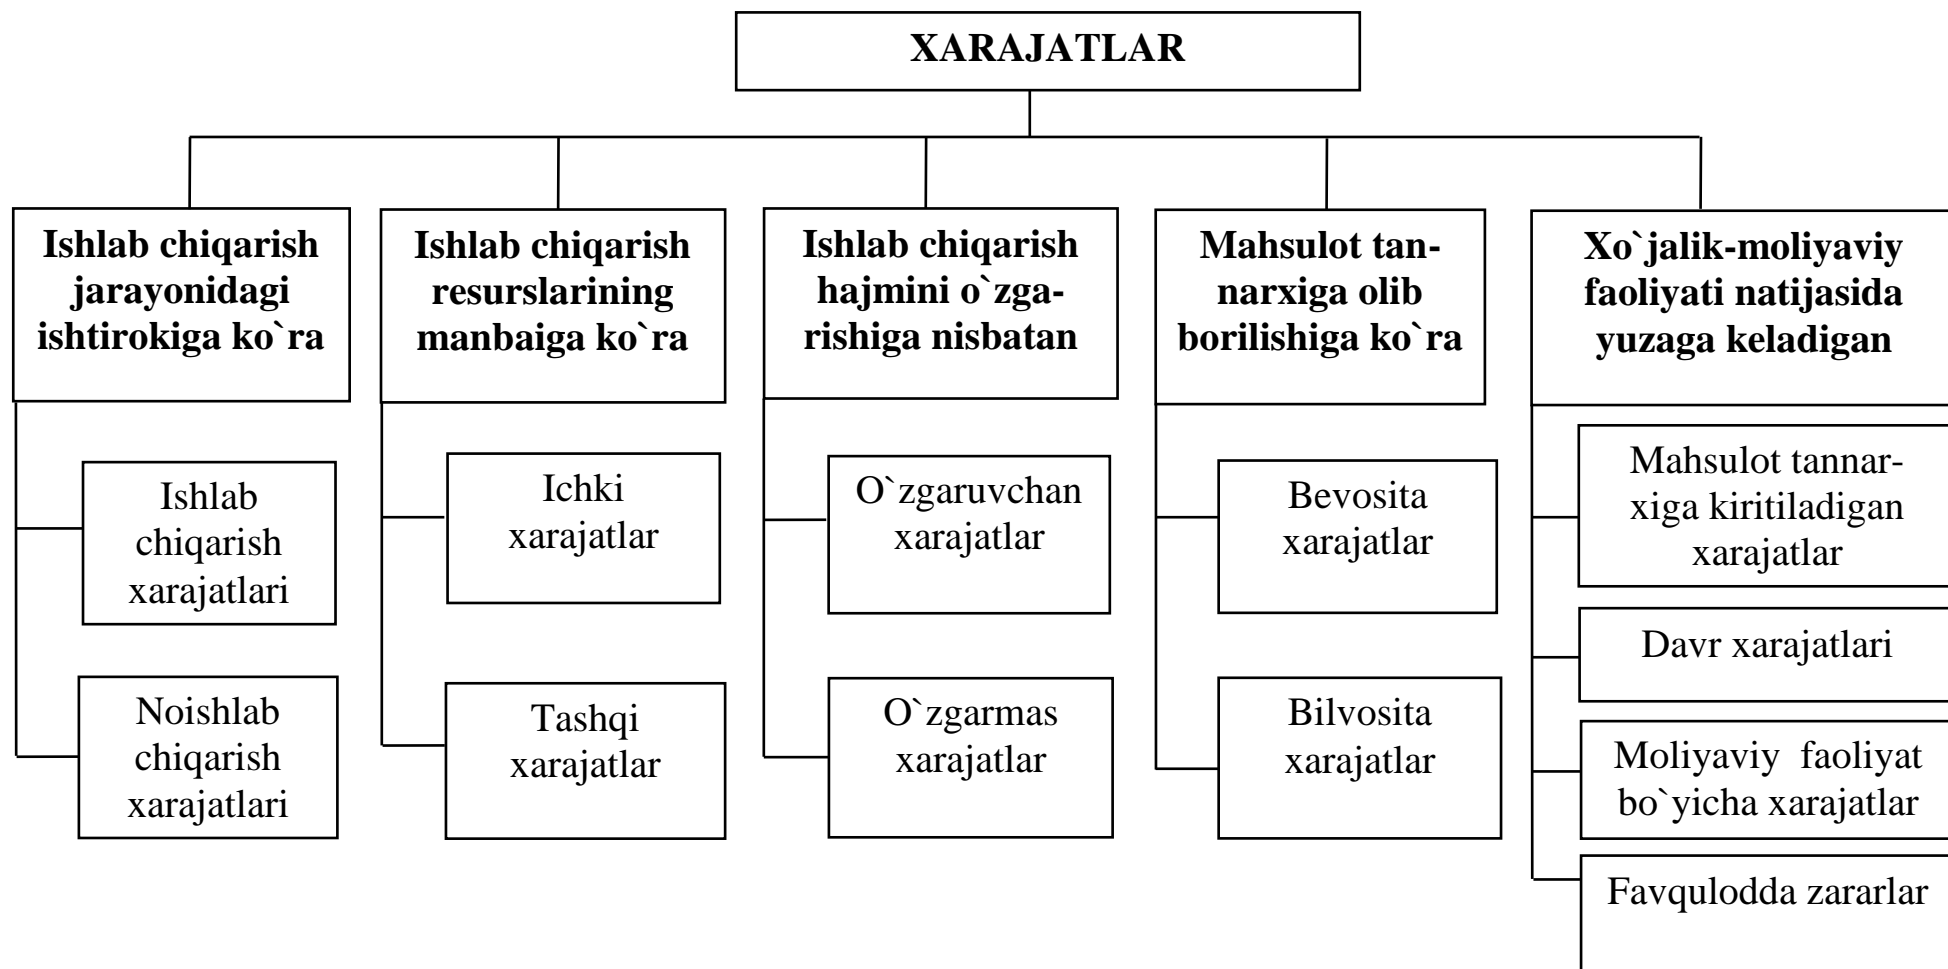 XARAJATLAR
Ishlab chiqarish
jarayonidagi
ishtirokiga ko`ra
Ishlab chiqarish
resurslarining
manbaiga ko`ra
Ishlab chiqarish
hajmini o`zga-
rishiga nisbatan
Mahsulot tan-
narxiga olib
borilishiga ko`ra
Xo`jalik-moliyaviy
faoliyati natijasida
yuzaga keladigan
Ishlab
chiqarish
xarajatlari
Noishlab
chiqarish
xarajatlari
Ichki
xarajatlar
Tashqi
xarajatlar
O`zgaruvchan
xarajatlar
O`zgarmas
xarajatlar
Bevosita
xarajatlar
Bilvosita
xarajatlar
Mahsulot tannar-
xiga kiritiladigan
xarajatlar
Davr xarajatlari
Moliyaviy faoliyat
bo`yicha xarajatlar
Favqulodda zararlar